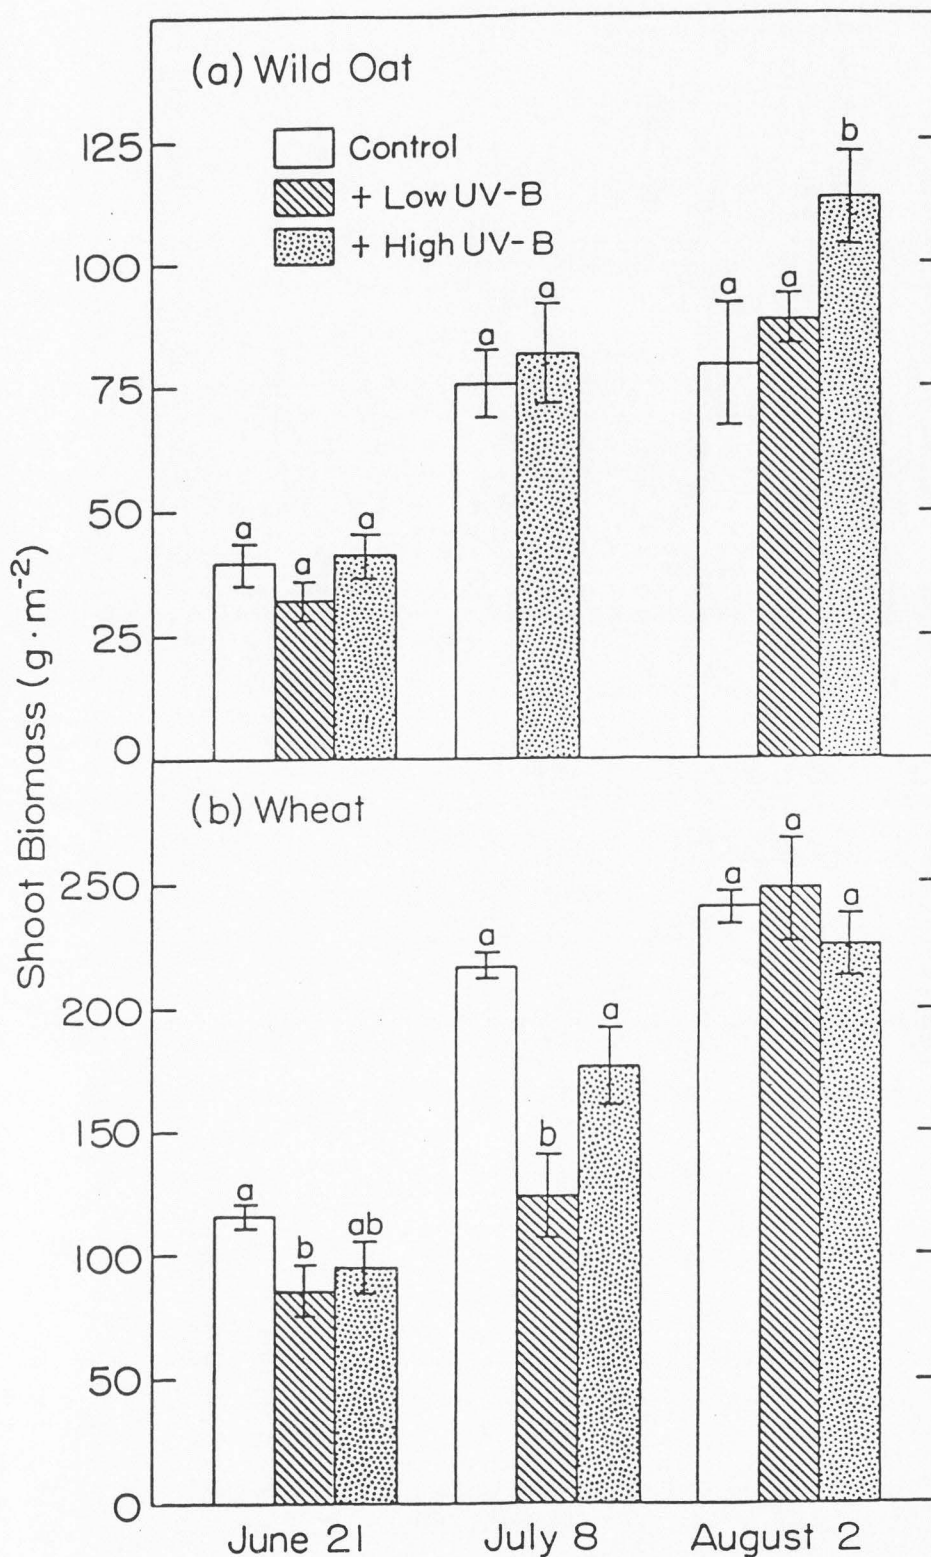 (a) Wild Oat
Control
+ Low UV-B
+ High UV-B
125
100
75
50
25
0
a
a
a
a
a
a
a
b
Shoot Biomass (g·m⁻²)
(b) Wheat
250
200
150
100
50
0
a
b
ab
a
b
a
a
a
a
June 21
July 8
August 2